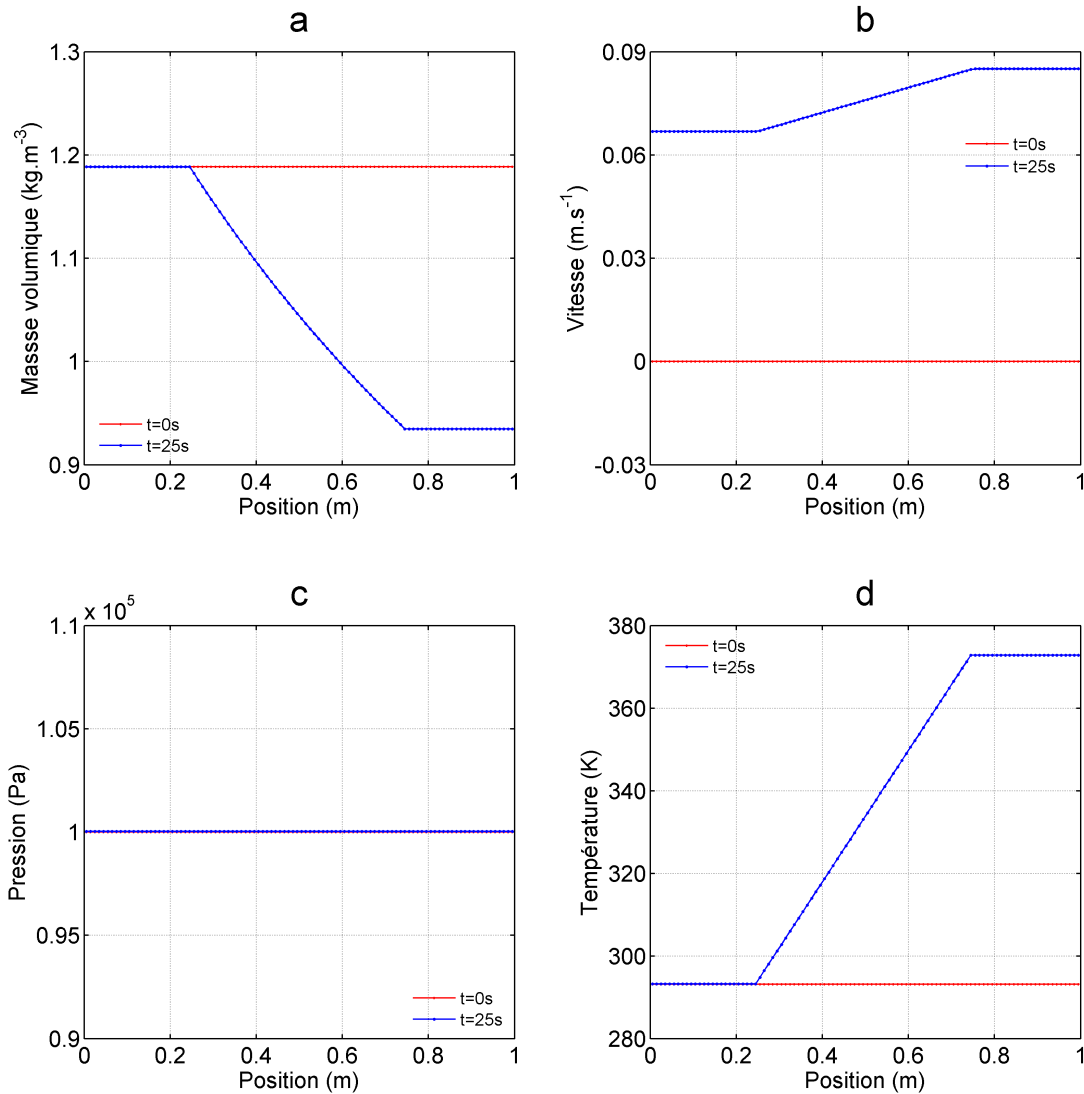 a
1.3
1.2
1.1
1
0.9
0
0.2
0.4
0.6
0.8
1
Position (m)
Massse volumique (kg.m⁻³)
t=0s
t=25s
b
0.09
0.06
0.03
0
-0.03
0
0.2
0.4
0.6
0.8
1
Position (m)
Vitesse (m.s⁻¹)
t=0s
t=25s
c
x 10⁵
1.1
1.05
1
0.95
0.9
0
0.2
0.4
0.6
0.8
1
Position (m)
Pression (Pa)
t=0s
t=25s
d
380
360
340
320
300
280
0
0.2
0.4
0.6
0.8
1
Position (m)
Température (K)
t=0s
t=25s